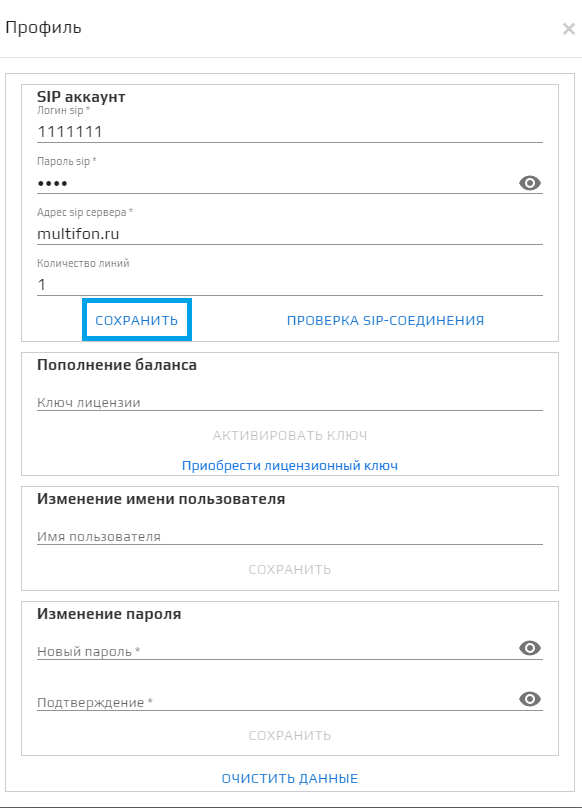 Профиль
SIP аккаунт
Логин sip *
1111111
Пароль sip *
••••
Адрес sip сервера *
multifon.ru
Количество линий
1
СОХРАНИТЬ ПРОВЕРКА SIP-СОЕДИНЕНИЯ
Пополнение баланса
Ключ лицензии
АКТИВИРОВАТЬ КЛЮЧ
Приобрести лицензионный ключ
Изменение имени пользователя
Имя пользователя
СОХРАНИТЬ
Изменение пароля
Новый пароль *
Подтверждение *
СОХРАНИТЬ
ОЧИСТИТЬ ДАННЫЕ